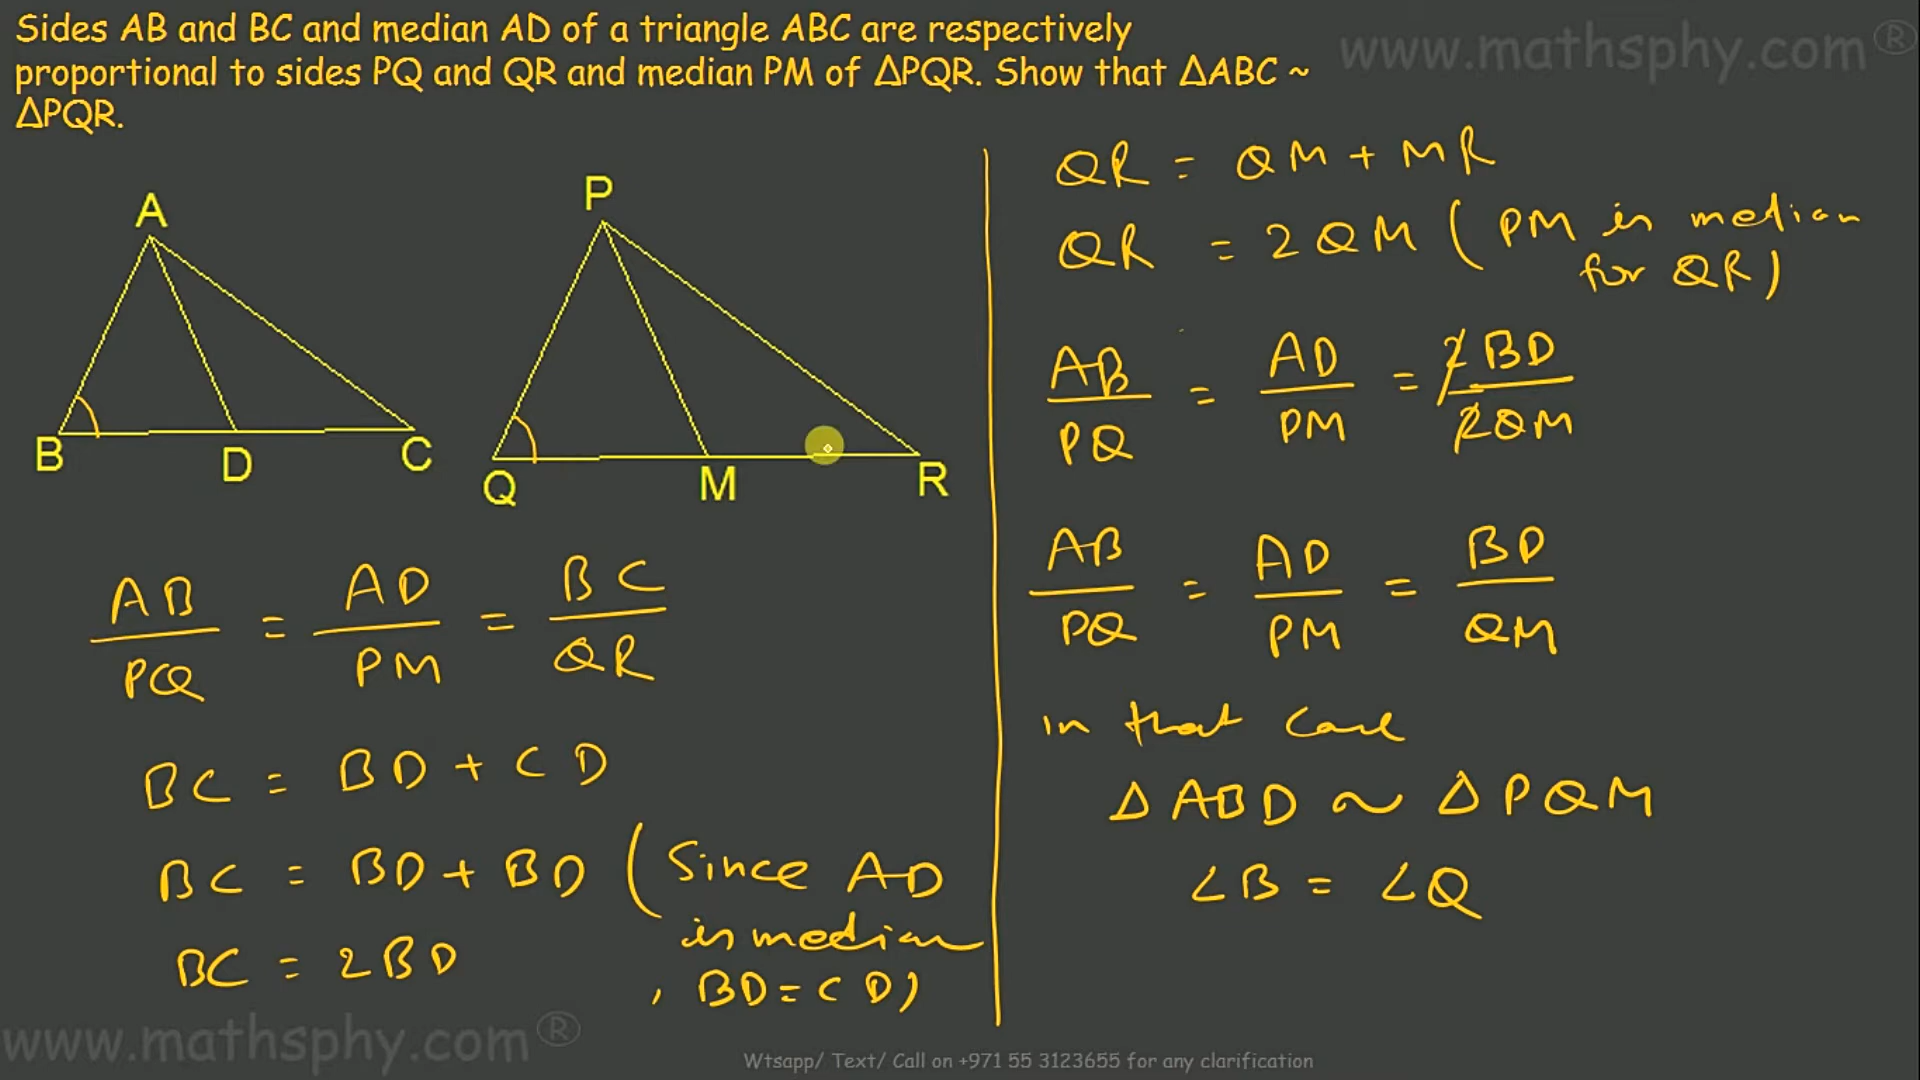 Sides AB and BC and median AD of a triangle ABC are respectively
proportional to sides PQ and QR and median PM of ΔPQR. Show that ΔABC ~
ΔPQR.
www.mathsphy.com®
A
B
D
C
P
Q
M
R
AB/PQ = AD/PM = BC/QR
BC = BD + CD
BC = BD + BD (Since AD
is median
, BD = CD)
BC = 2BD
QR = QM + MR
QR = 2QM (PM is median
for QR)
AB/PQ = AD/PM = 2BD/2QM
AB/PQ = AD/PM = BD/QM
in that case
Δ ABD ~ Δ PQM
∠B = ∠Q
www.mathsphy.com®
Wtsapp/ Text/ Call on +971 55 3123655 for any clarification